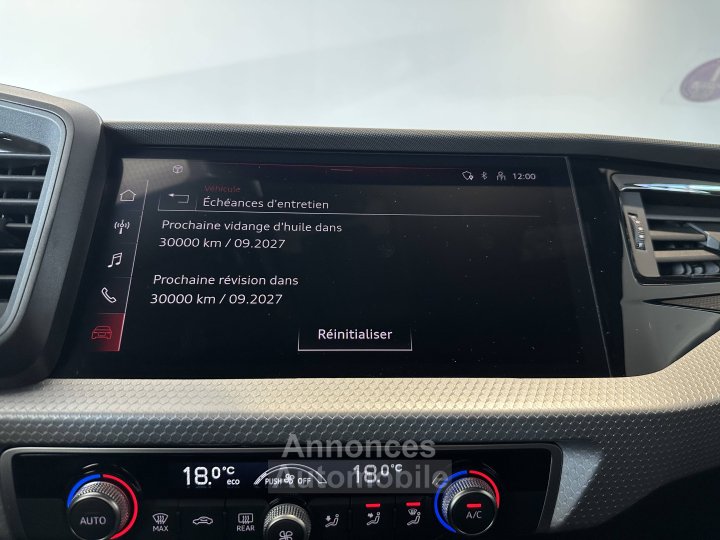 12:00
Véhicule
Échéances d'entretien
Prochaine vidange d'huile dans
30000 km / 09.2027
Prochaine révision dans
30000 km / 09.2027
Réinitialiser
Annonces
Automobile
18.0°C
eco
PUSH OFF
18.0°C
AUTO
MAX
REAR
A/C